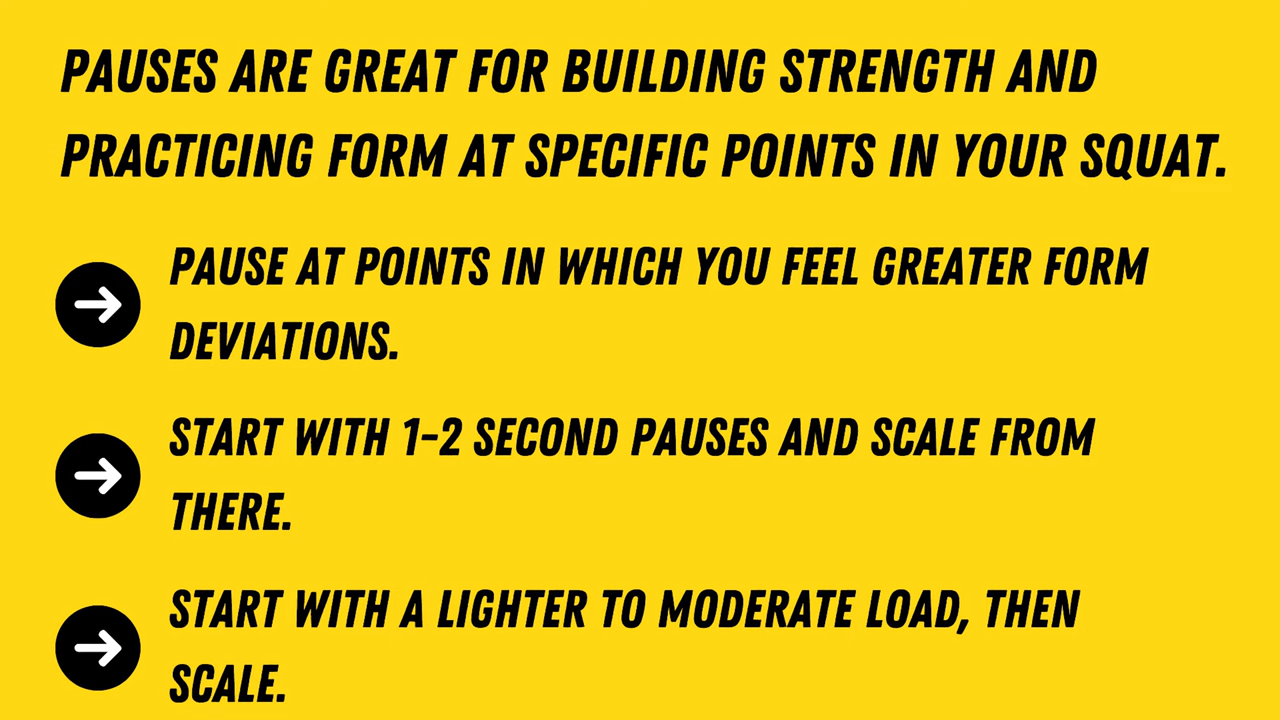 PAUSES ARE GREAT FOR BUILDING STRENGTH AND
PRACTICING FORM AT SPECIFIC POINTS IN YOUR SQUAT.
PAUSE AT POINTS IN WHICH YOU FEEL GREATER FORM
DEVIATIONS.
START WITH 1-2 SECOND PAUSES AND SCALE FROM
THERE.
START WITH A LIGHTER TO MODERATE LOAD, THEN
SCALE.